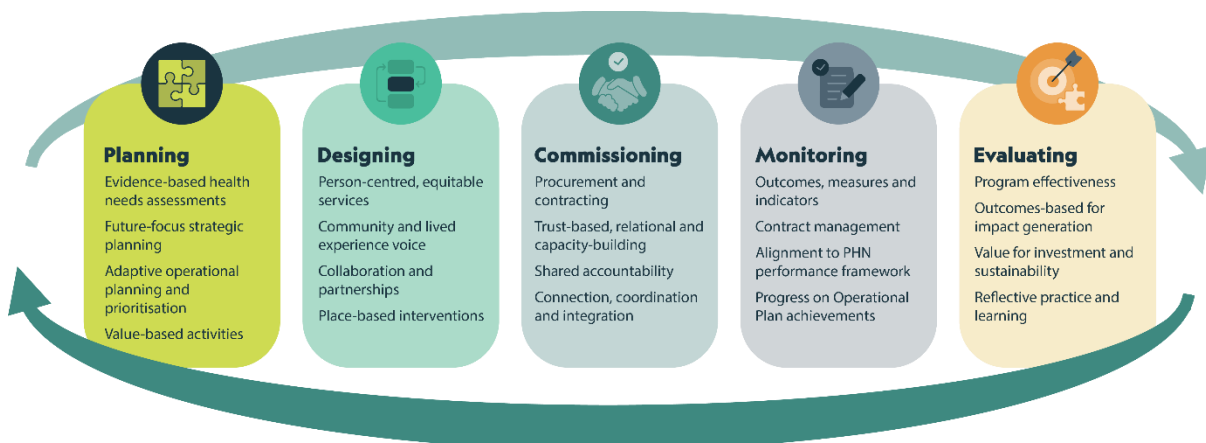 Planning
Evidence-based health
needs assessments
Future-focus strategic
planning
Adaptive operational
planning and
prioritisation
Value-based activities
Designing
Person-centred, equitable
services
Community and lived
experience voice
Collaboration and
partnerships
Place-based interventions
Commissioning
Procurement and
contracting
Trust-based, relational and
capacity-building
Shared accountability
Connection, coordination
and integration
Monitoring
Outcomes, measures and
indicators
Contract management
Alignment to PHN
performance framework
Progress on Operational
Plan achievements
Evaluating
Program effectiveness
Outcomes-based for
impact generation
Value for investment and
sustainability
Reflective practice and
learning